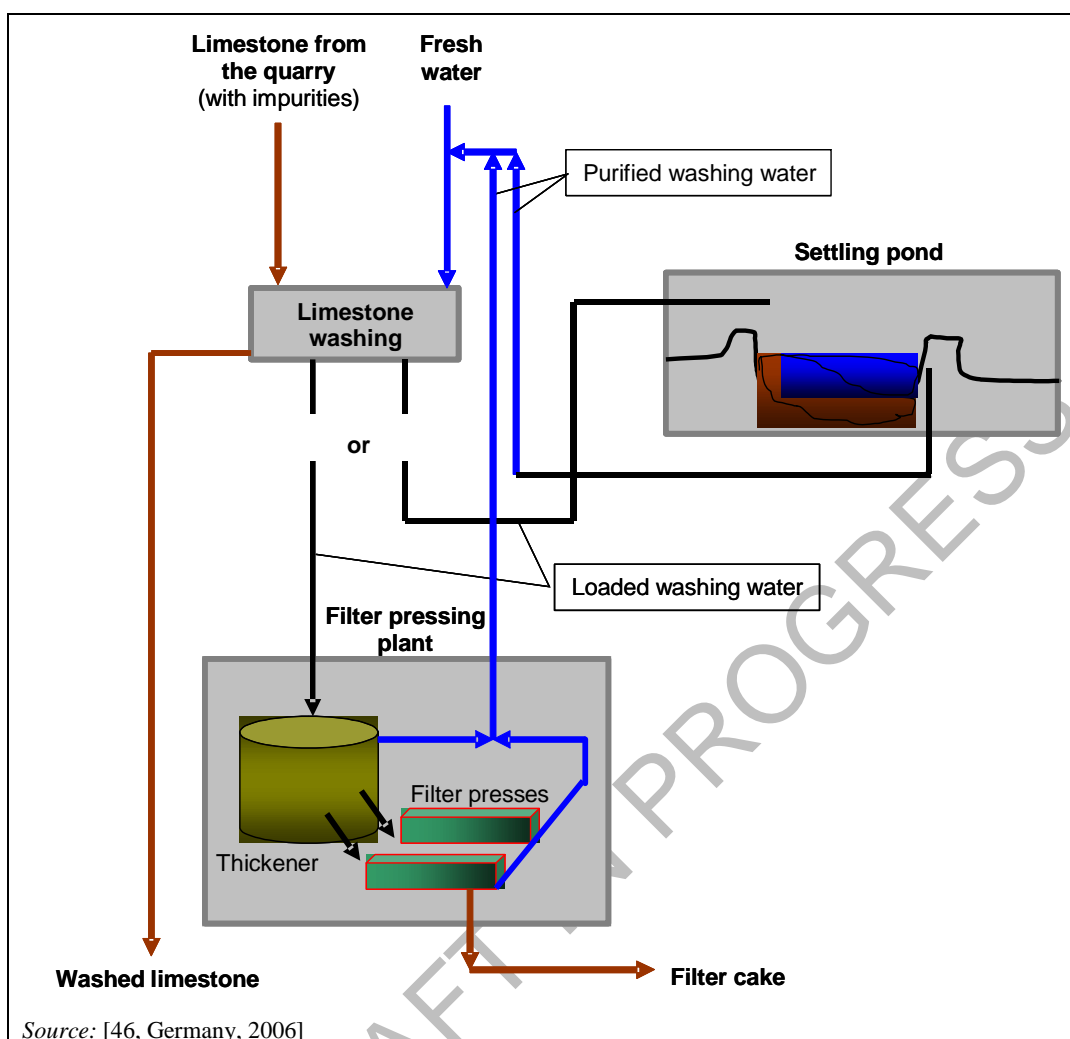 Limestone from
the quarry
(with impurities)
Fresh
water
Purified washing water
Settling pond
Limestone
washing
or
Loaded washing water
Filter pressing
plant
Filter presses
Thickener
Washed limestone
Filter cake
Source: [46, Germany, 2006]
AFT IN PROGRESS